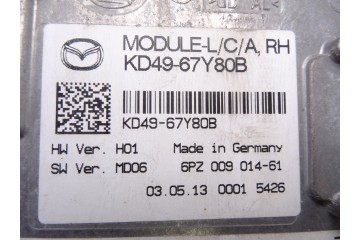 MODULE-L/C/A, RH
KD49-67Y80B
KD49-67Y80B
HW Ver. H01 Made in Germany
SW Ver. MD06 6PZ 009 014-61
03.05.13 0001 5426